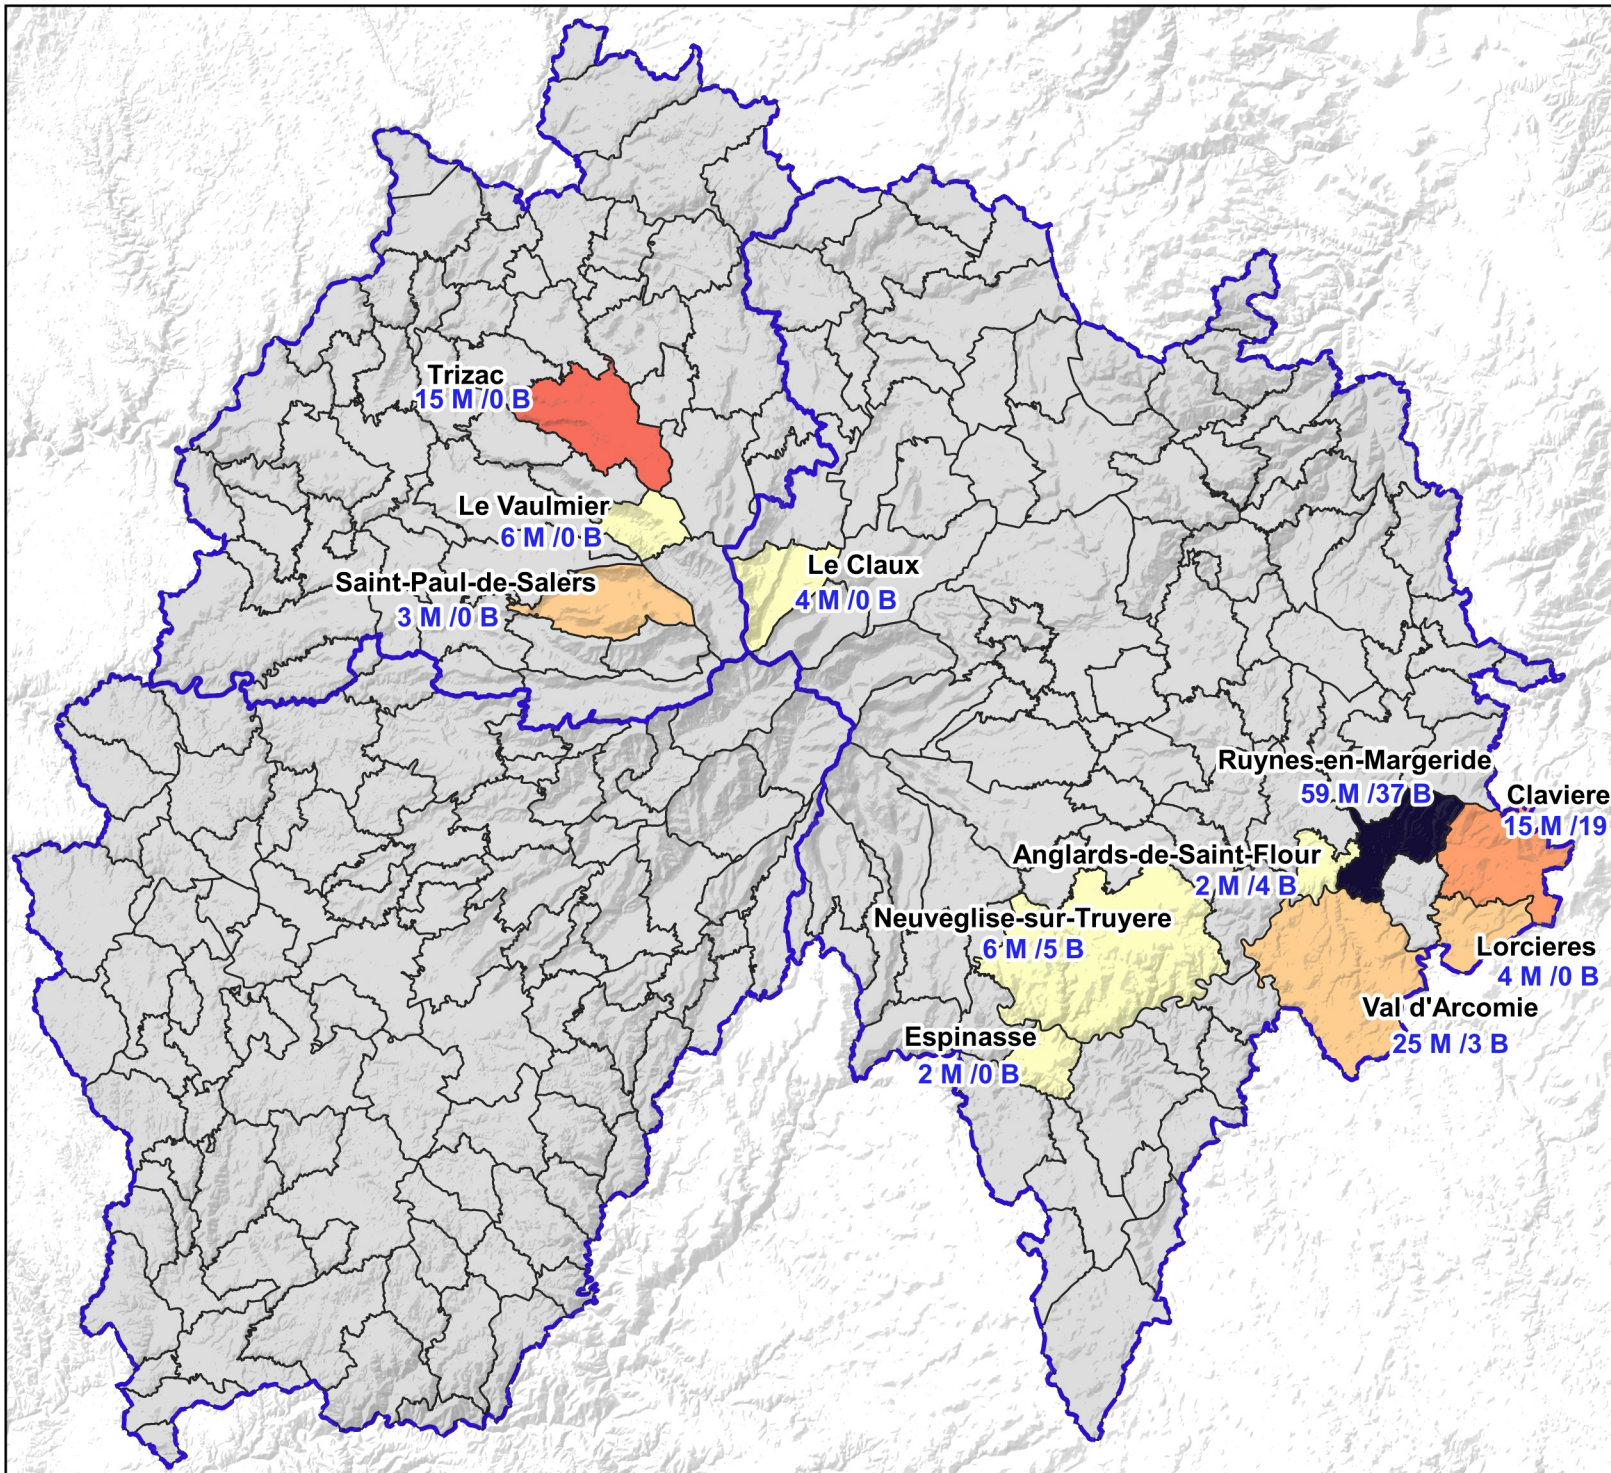 Trizac
15 M /0 B
Le Vaulmier
6 M /0 B
Le Claux
4 M /0 B
Saint-Paul-de-Salers
3 M /0 B
Ruynes-en-Margeride
59 M /37 B
Claviere
15 M /19
Anglards-de-Saint-Flour
2 M /4 B
Neuvéglise-sur-Truyere
6 M /5 B
Lorcieres
4 M /0 B
Val d'Arcomie
25 M /3 B
Espinasse
2 M /0 B